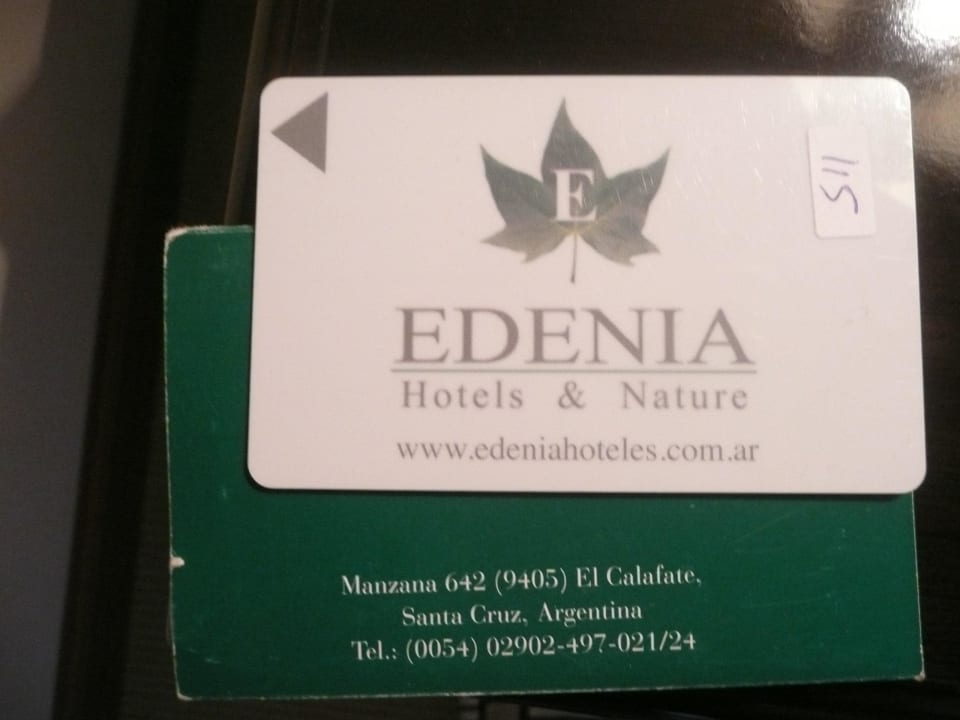 E
EDENIA
Hotels & Nature
www.edeniahoteles.com.ar
511
Manzana 642 (9405) El Calafate,
Santa Cruz, Argentina
Tel.: (0054) 02902-497-021/24